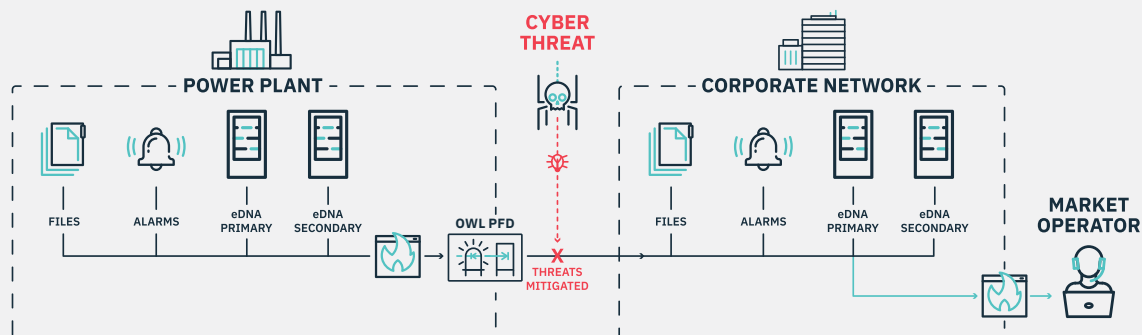 CYBER
THREAT
POWER PLANT
CORPORATE NETWORK
FILES
ALARMS
eDNA
PRIMARY
eDNA
SECONDARY
OWL PFD
X
THREATS
MITIGATED
FILES
ALARMS
eDNA
PRIMARY
eDNA
SECONDARY
MARKET
OPERATOR